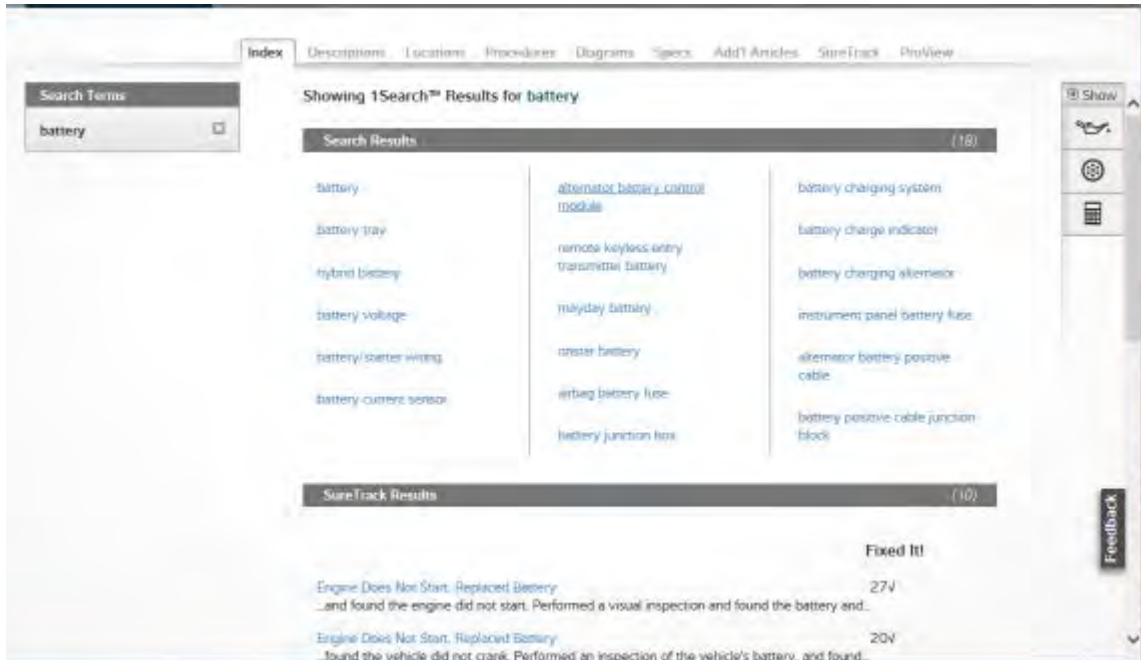 Index Descriptions Locations Procedures Diagrams Specs Add'l Articles SureTrack ProView
Search Terms
battery
Showing 1Search™ Results for battery
Show
Search Results (18)
battery
battery tray
hybrid battery
battery voltage
battery/starter wiring
battery current sensor
alternator battery control
module
remote keyless entry
transmitter battery
mayday battery
onstar battery
airbag battery fuse
battery junction box
battery charging system
battery charge indicator
battery charging alternator
instrument panel battery fuse
alternator battery positive
cable
battery positive cable junction
block
SureTrack Results (10)
Fixed It!
Engine Does Not Start, Replaced Battery 27√
...and found the engine did not start. Performed a visual inspection and found the battery and...
Engine Does Not Start, Replaced Battery 20√
...found the vehicle did not crank. Performed an inspection of the vehicle's battery, and found...
Feedback